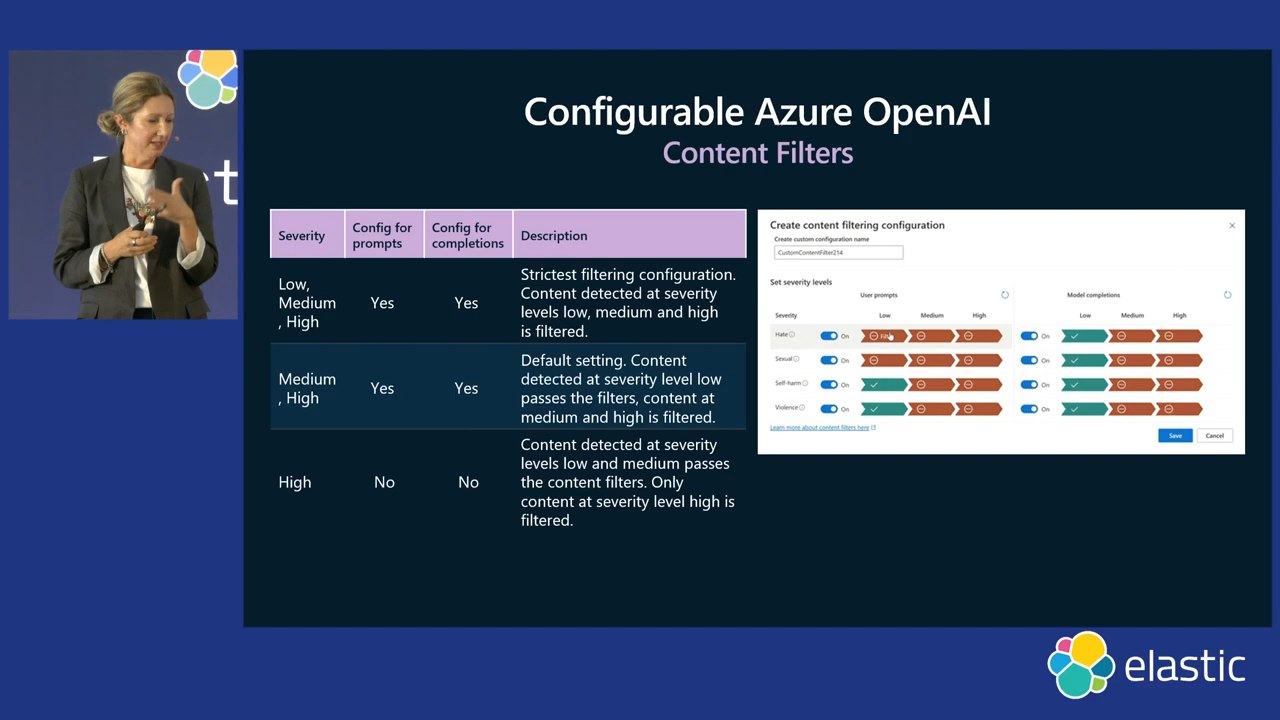 Configurable Azure OpenAI
Content Filters
Severity
Config for
prompts
Config for
completions
Description
Low,
Medium
, High
Yes
Yes
Strictest filtering configuration.
Content detected at severity
levels low, medium and high
is filtered.
Medium
, High
Yes
Yes
Default setting. Content
detected at severity level low
passes the filters, content at
medium and high is filtered.
High
No
No
Content detected at severity
levels low and medium passes
the content filters. Only
content at severity level high is
filtered.
Create content filtering configuration
Create custom configuration name
CustomContentFilter214
Set severity levels
User prompts
Model completions
Severity
Low
Medium
High
Low
Medium
High
Hate
On
On
Sexual
On
On
Self-harm
On
On
Violence
On
On
Learn more about content filters here
Save
Cancel
elastic